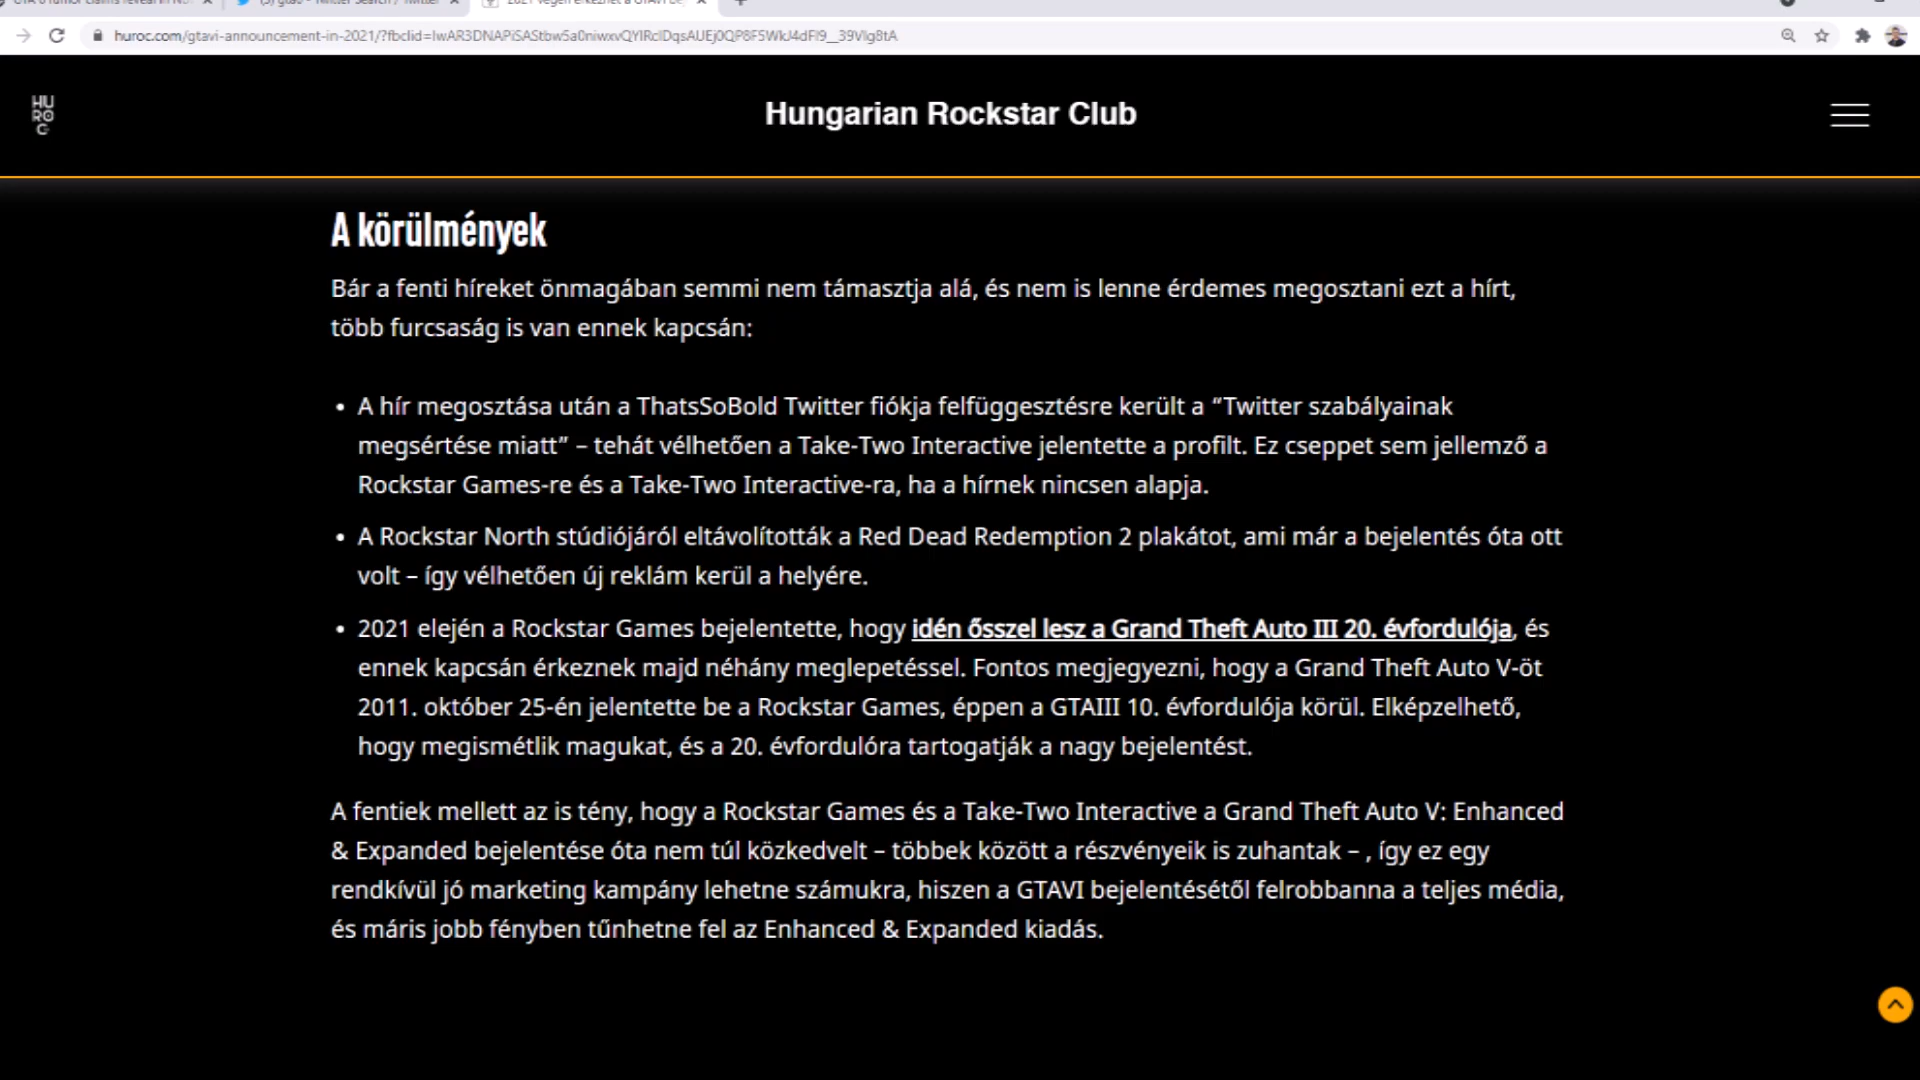 huroc.com/gtavi-announcement-in-2021/?fbclid=
HU
RO
C
Hungarian Rockstar Club
A körülmények
Bár a fenti híreket önmagában semmi nem támasztja alá, és nem is lenne érdemes megosztani ezt a hírt,
több furcsaság is van ennek kapcsán:
• A hír megosztása után a ThatsSoBold Twitter fiókja felfüggesztésre került a “Twitter szabályainak
megsértése miatt” – tehát vélhetően a Take-Two Interactive jelentette a profilt. Ez cseppet sem jellemző a
Rockstar Games-re és a Take-Two Interactive-ra, ha a hírnek nincsen alapja.
• A Rockstar North stúdiójáról eltávolították a Red Dead Redemption 2 plakátot, ami már a bejelentés óta ott
volt – így vélhetően új reklám kerül a helyére.
• 2021 elején a Rockstar Games bejelentette, hogy idén ősszel lesz a Grand Theft Auto III 20. évfordulója, és
ennek kapcsán érkeznek majd néhány meglepetéssel. Fontos megjegyezni, hogy a Grand Theft Auto V-öt
2011. október 25-én jelentette be a Rockstar Games, éppen a GTAIII 10. évfordulója körül. Elképzelhető,
hogy megismétlik magukat, és a 20. évfordulóra tartogatják a nagy bejelentést.
A fentiek mellett az is tény, hogy a Rockstar Games és a Take-Two Interactive a Grand Theft Auto V: Enhanced
& Expanded bejelentése óta nem túl közkedvelt – többek között a részvényeik is zuhantak – , így ez egy
rendkívül jó marketing kampány lehetne számukra, hiszen a GTAVI bejelentésétől felrobbanna a teljes média,
és máris jobb fényben tűnhetne fel az Enhanced & Expanded kiadás.